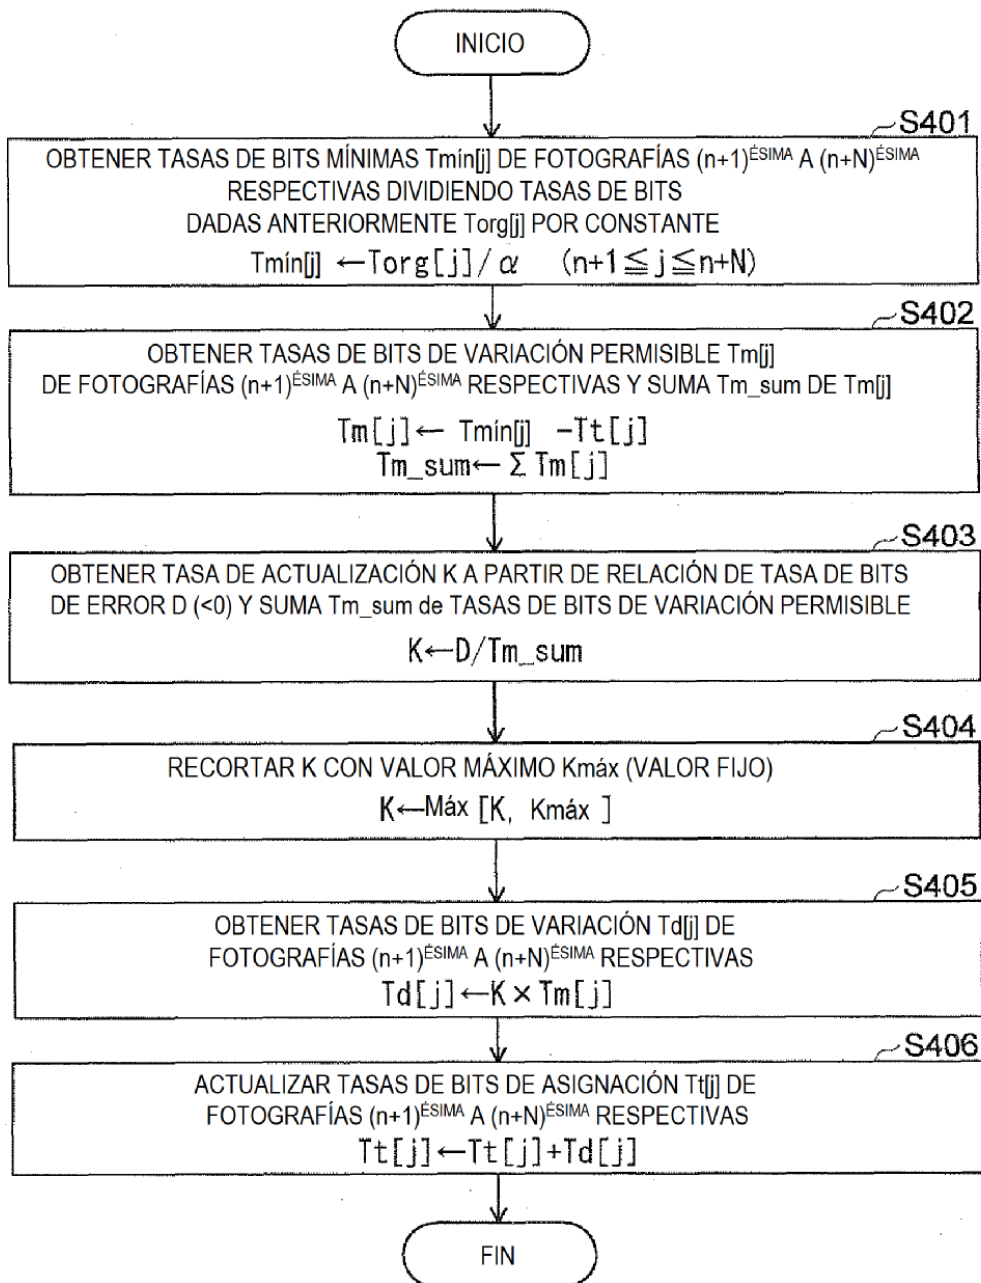 INICIO
S401
OBTENER TASAS DE BITS MÍNIMAS Tmín[j] DE FOTOGRAFÍAS (n+1)ÉSIMA A (n+N)ÉSIMA
RESPECTIVAS DIVIDIENDO TASAS DE BITS
DADAS ANTERIORMENTE Torg[j] POR CONSTANTE
Tmín[j] ←Torg[j]/α (n+1≦j≦n+N)
S402
OBTENER TASAS DE BITS DE VARIACIÓN PERMISIBLE Tm[j]
DE FOTOGRAFÍAS (n+1)ÉSIMA A (n+N)ÉSIMA RESPECTIVAS Y SUMA Tm_sum DE Tm[j]
Tm[j]← Tmín[j] −Tt[j]
Tm_sum←Σ Tm[j]
S403
OBTENER TASA DE ACTUALIZACIÓN K A PARTIR DE RELACIÓN DE TASA DE BITS
DE ERROR D (<0) Y SUMA Tm_sum de TASAS DE BITS DE VARIACIÓN PERMISIBLE
K←D/Tm_sum
S404
RECORTAR K CON VALOR MÁXIMO Kmáx (VALOR FIJO)
K←Máx [K, Kmáx ]
S405
OBTENER TASAS DE BITS DE VARIACIÓN Td[j] DE
FOTOGRAFÍAS (n+1)ÉSIMA A (n+N)ÉSIMA RESPECTIVAS
Td[j]←K×Tm[j]
S406
ACTUALIZAR TASAS DE BITS DE ASIGNACIÓN Tt[j] DE
FOTOGRAFÍAS (n+1)ÉSIMA A (n+N)ÉSIMA RESPECTIVAS
Tt[j]←Tt[j]+Td[j]
FIN